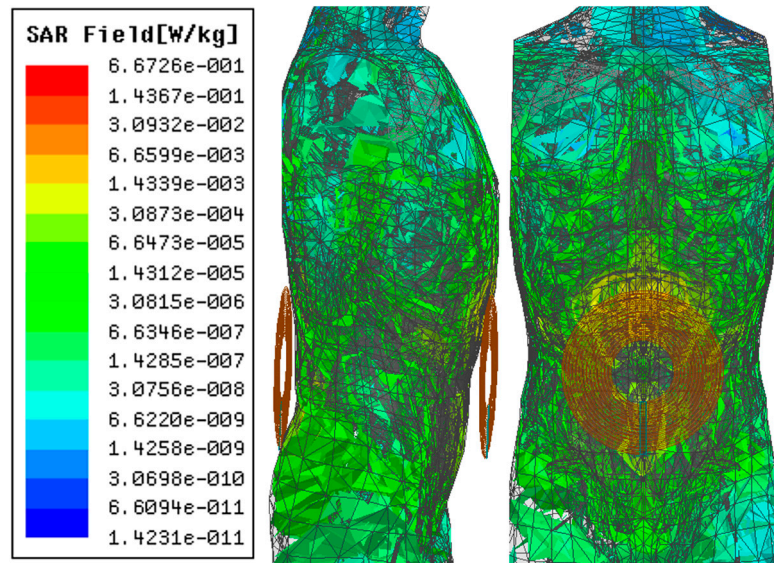 SAR Field[W/kg]
6.6726e-001
1.4367e-001
3.0932e-002
6.6599e-003
1.4339e-003
3.0873e-004
6.6473e-005
1.4312e-005
3.0815e-006
6.6346e-007
1.4285e-007
3.0756e-008
6.6220e-009
1.4258e-009
3.0698e-010
6.6094e-011
1.4231e-011